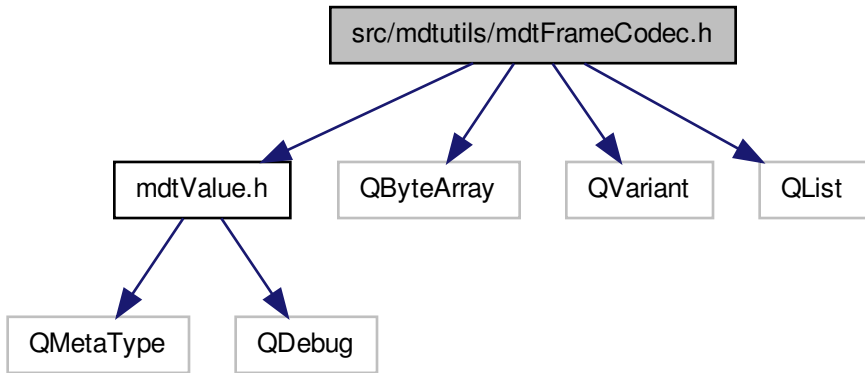 src/mdtutils/mdtFrameCodec.h
mdtValue.h
QByteArray
QVariant
QList
QMetaType
QDebug